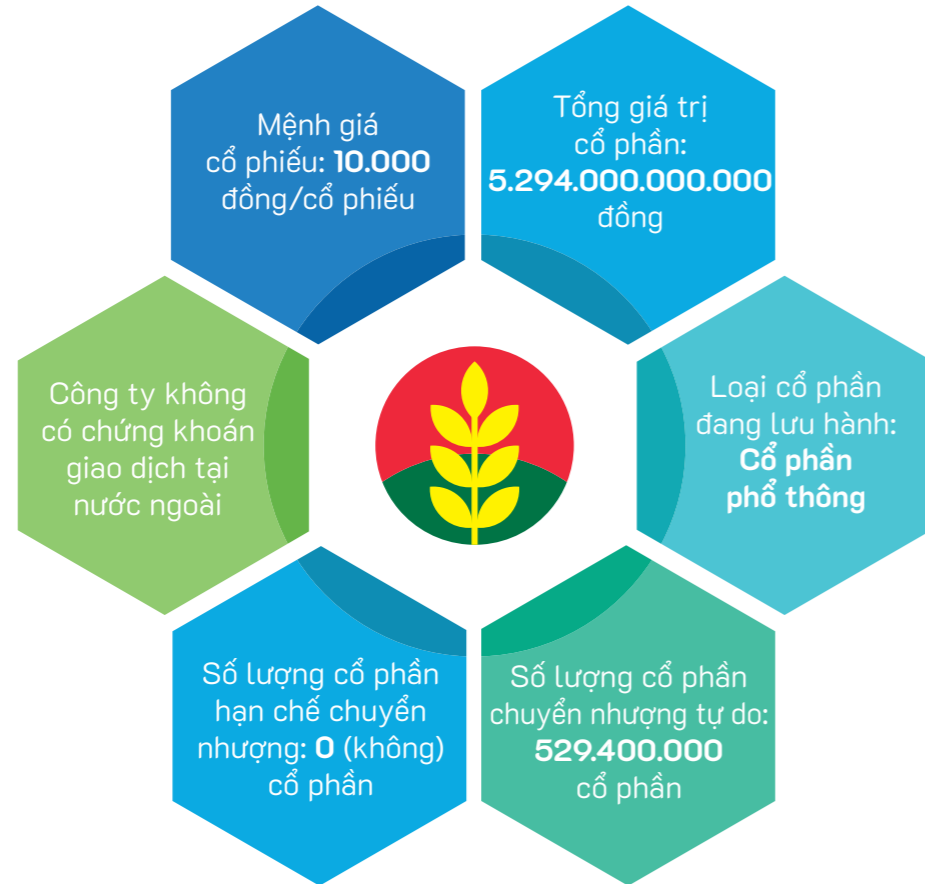 Mệnh giá
cổ phiếu: 10.000
đồng/cổ phiếu
Tổng giá trị
cổ phần:
5.294.000.000.000
đồng
Công ty không
có chứng khoán
giao dịch tại
nước ngoài
Loại cổ phần
đang lưu hành:
Cổ phần
phổ thông
Số lượng cổ phần
hạn chế chuyển
nhượng: 0 (không)
cổ phần
Số lượng cổ phần
chuyển nhượng tự do:
529.400.000
cổ phần